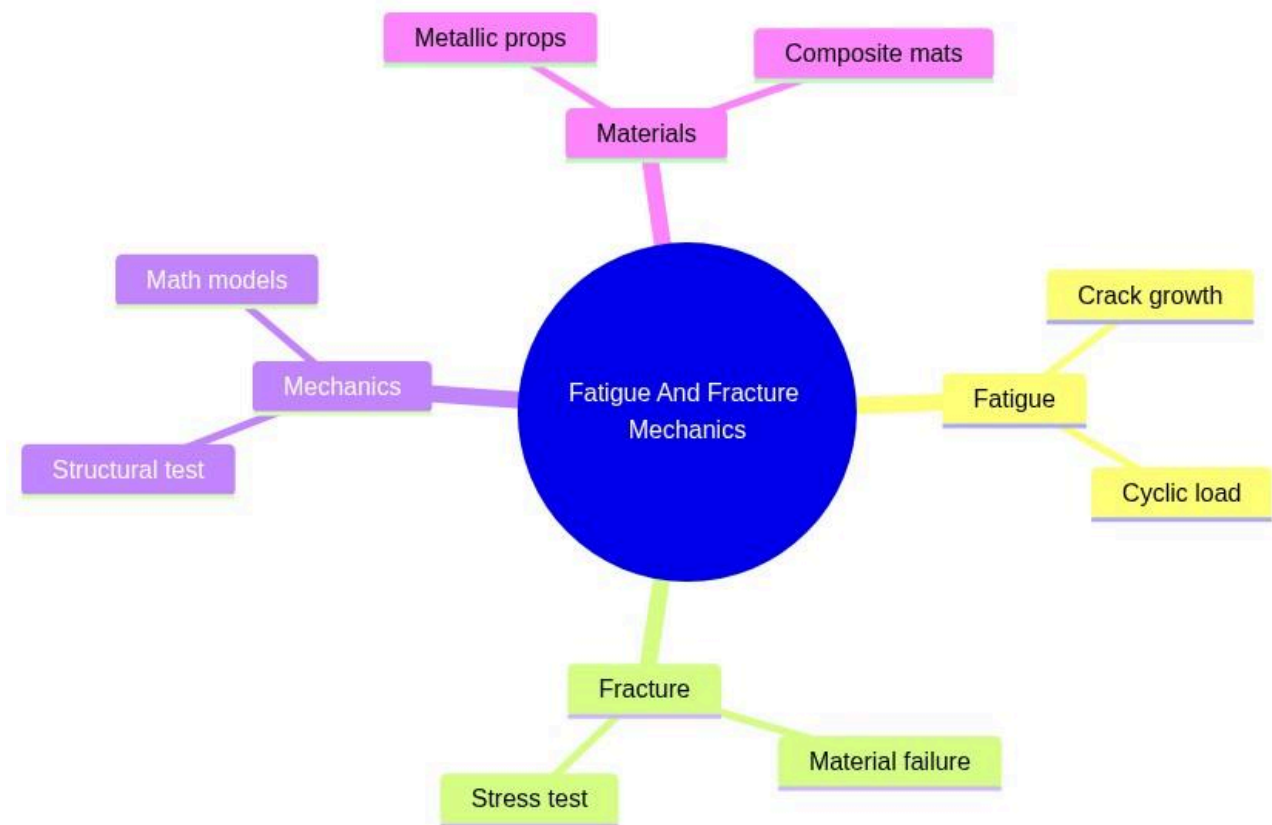 Metallic props
Composite mats
Materials
Math models
Crack growth
Mechanics
Fatigue And Fracture
Mechanics
Fatigue
Structural test
Cyclic load
Fracture
Material failure
Stress test